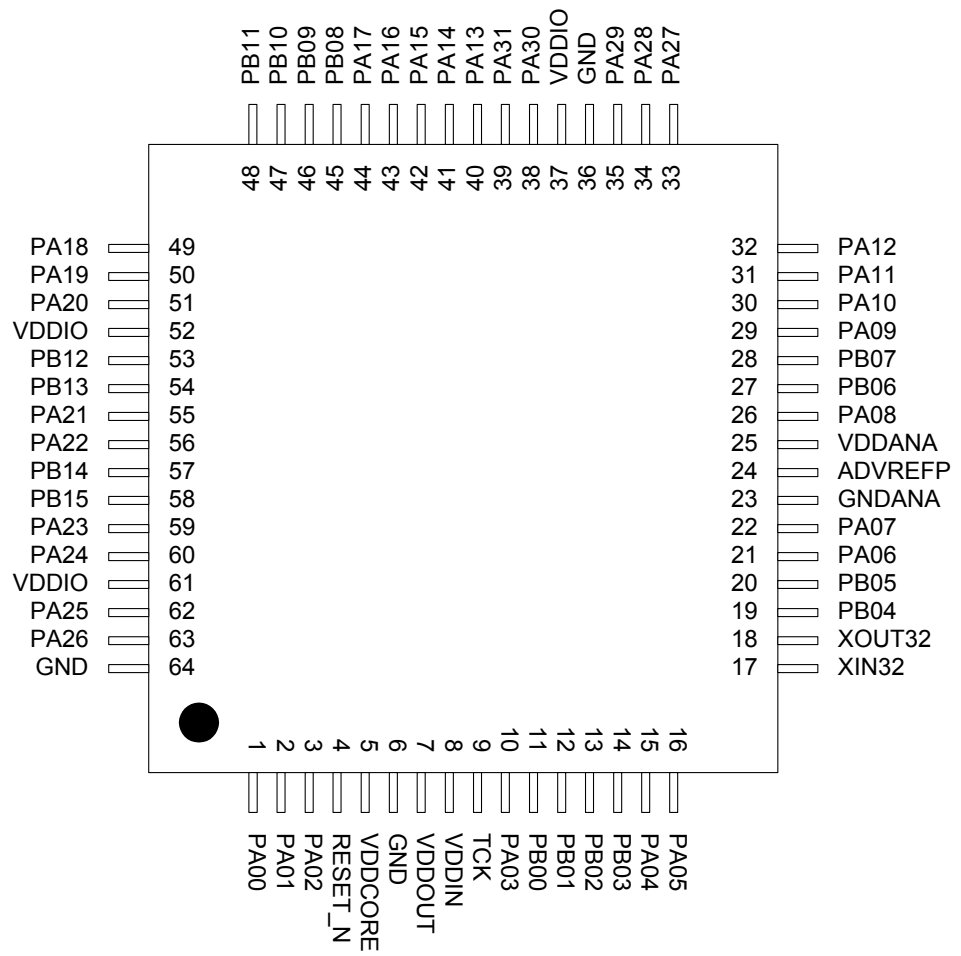 PB11 PB10 PB09 PB08 PA17 PA16 PA15 PA14 PA13 PA31 PA30 VDDIO GND PA29 PA28 PA27
48 47 46 45 44 43 42 41 40 39 38 37 36 35 34 33
PA18 49 32 PA12
PA19 50 31 PA11
PA20 51 30 PA10
VDDIO 52 29 PA09
PB12 53 28 PB07
PB13 54 27 PB06
PA21 55 26 PA08
PA22 56 25 VDDANA
PB14 57 24 ADVREFP
PB15 58 23 GNDANA
PA23 59 22 PA07
PA24 60 21 PA06
VDDIO 61 20 PB05
PA25 62 19 PB04
PA26 63 18 XOUT32
GND 64 17 XIN32
1 2 3 4 5 6 7 8 9 10 11 12 13 14 15 16
PA00 PA01 PA02 RESET_N VDDCORE GND VDDOUT VDDIN TCK PA03 PB00 PB01 PB02 PB03 PA04 PA05